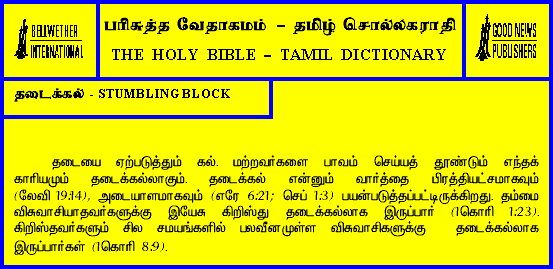 BELLWETHER
INTERNATIONAL
பரிசுத்த வேதாகமம் – தமிழ் சொல்லகராதி
THE HOLY BIBLE – TAMIL DICTIONARY
GOOD NEWS
PUBLISHERS
தடைக்கல் - STUMBLING BLOCK
தடையை ஏற்படுத்தும் கல். மற்றவர்களை பாவம் செய்யத் தூண்டும் எந்தக்
காரியமும் தடைக்கல்லாகும். தடைக்கல் என்னும் வார்த்தை பிரத்தியட்சமாகவும்
(லேவி 19:14), அடையாளமாகவும் (எரே 6:21; செப் 1:3) பயன்படுத்தப்பட்டிருக்கிறது. தம்மை
விசுவாசியாதவர்களுக்கு இயேசு கிறிஸ்து தடைக்கல்லாக இருப்பார் (1கொரி 1:23).
கிறிஸ்தவர்களும் சில சமயங்களில் பலவீனமுள்ள விசுவாசிகளுக்கு தடைக்கல்லாக
இருப்பார்கள் (1கொரி 8:9).